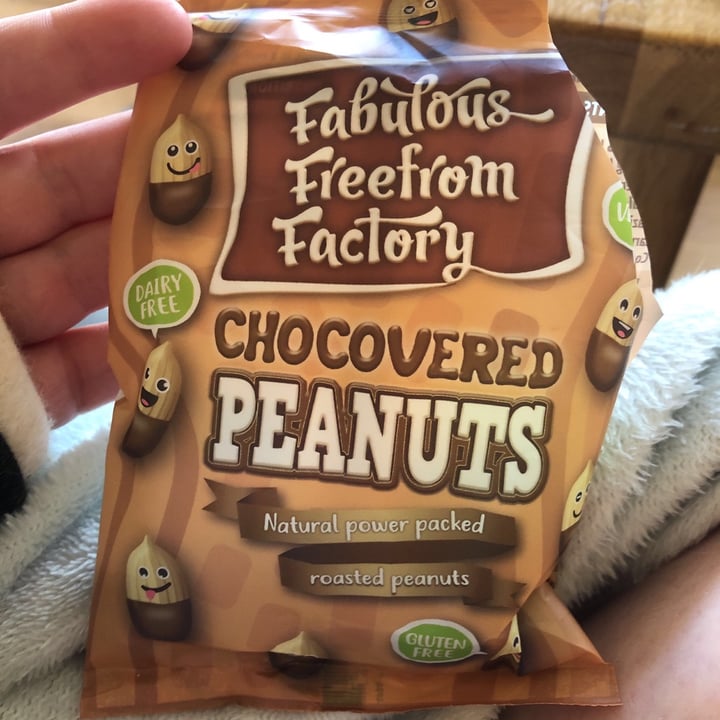 Fabulous
Freefrom
Factory
DAIRY
FREE
CHOCOVERED
PEANUTS
Natural power packed
roasted peanuts
GLUTEN
FREE